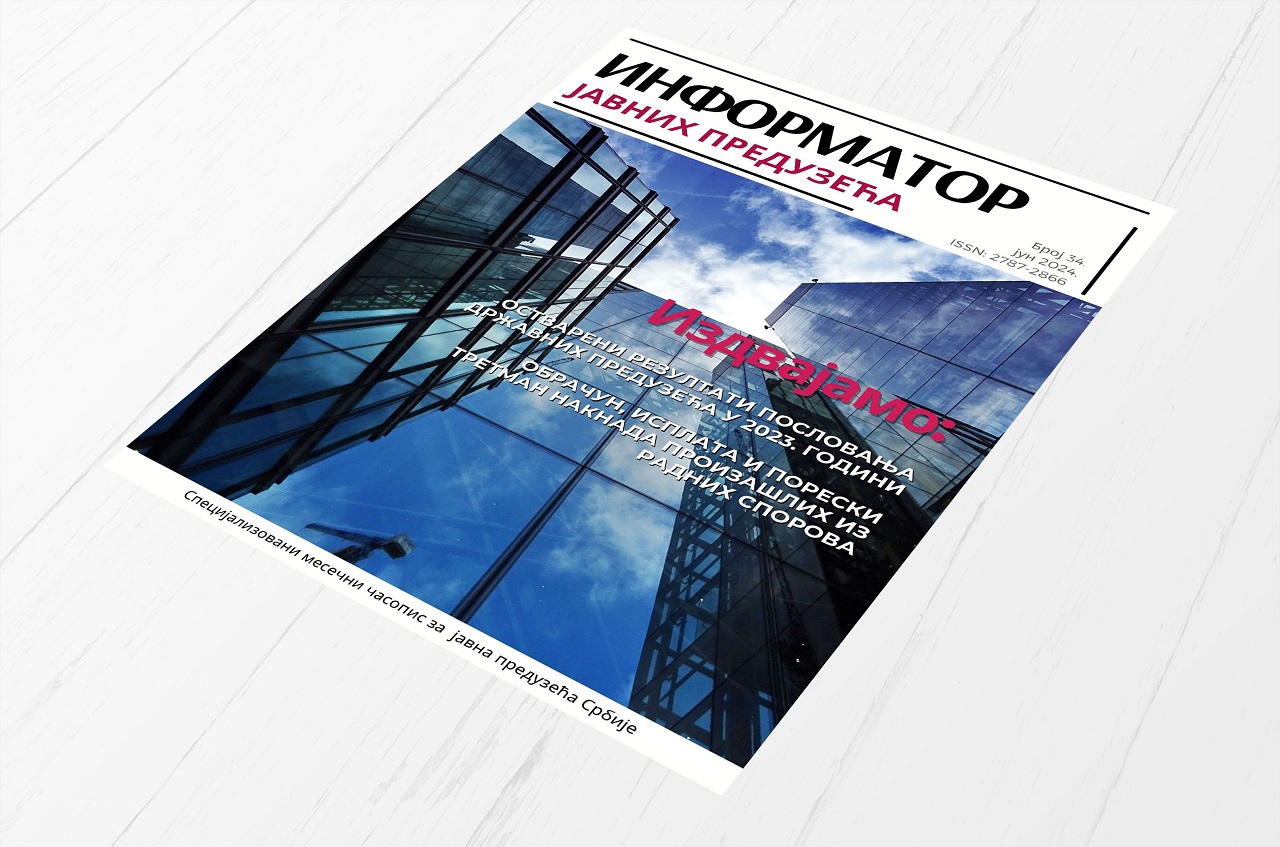 ИНФОРМАТОР
ЈАВНИХ ПРЕДУЗЕЋА
Број 34.
јун 2024.
ISSN: 2787-2866
Издвајамо:
ОСТВАРЕНИ РЕЗУЛТАТИ ПОСЛОВАЊА
ДРЖАВНИХ ПРЕДУЗЕЋА У 2023. ГОДИНИ
ОБРАЧУН, ИСПЛАТА И ПОРЕСКИ
ТРЕТМАН НАКНАДА ПРОИЗАШЛИХ ИЗ
РАДНИХ СПОРОВА
Специјализовани месечни часопис за јавна предузећа Србије